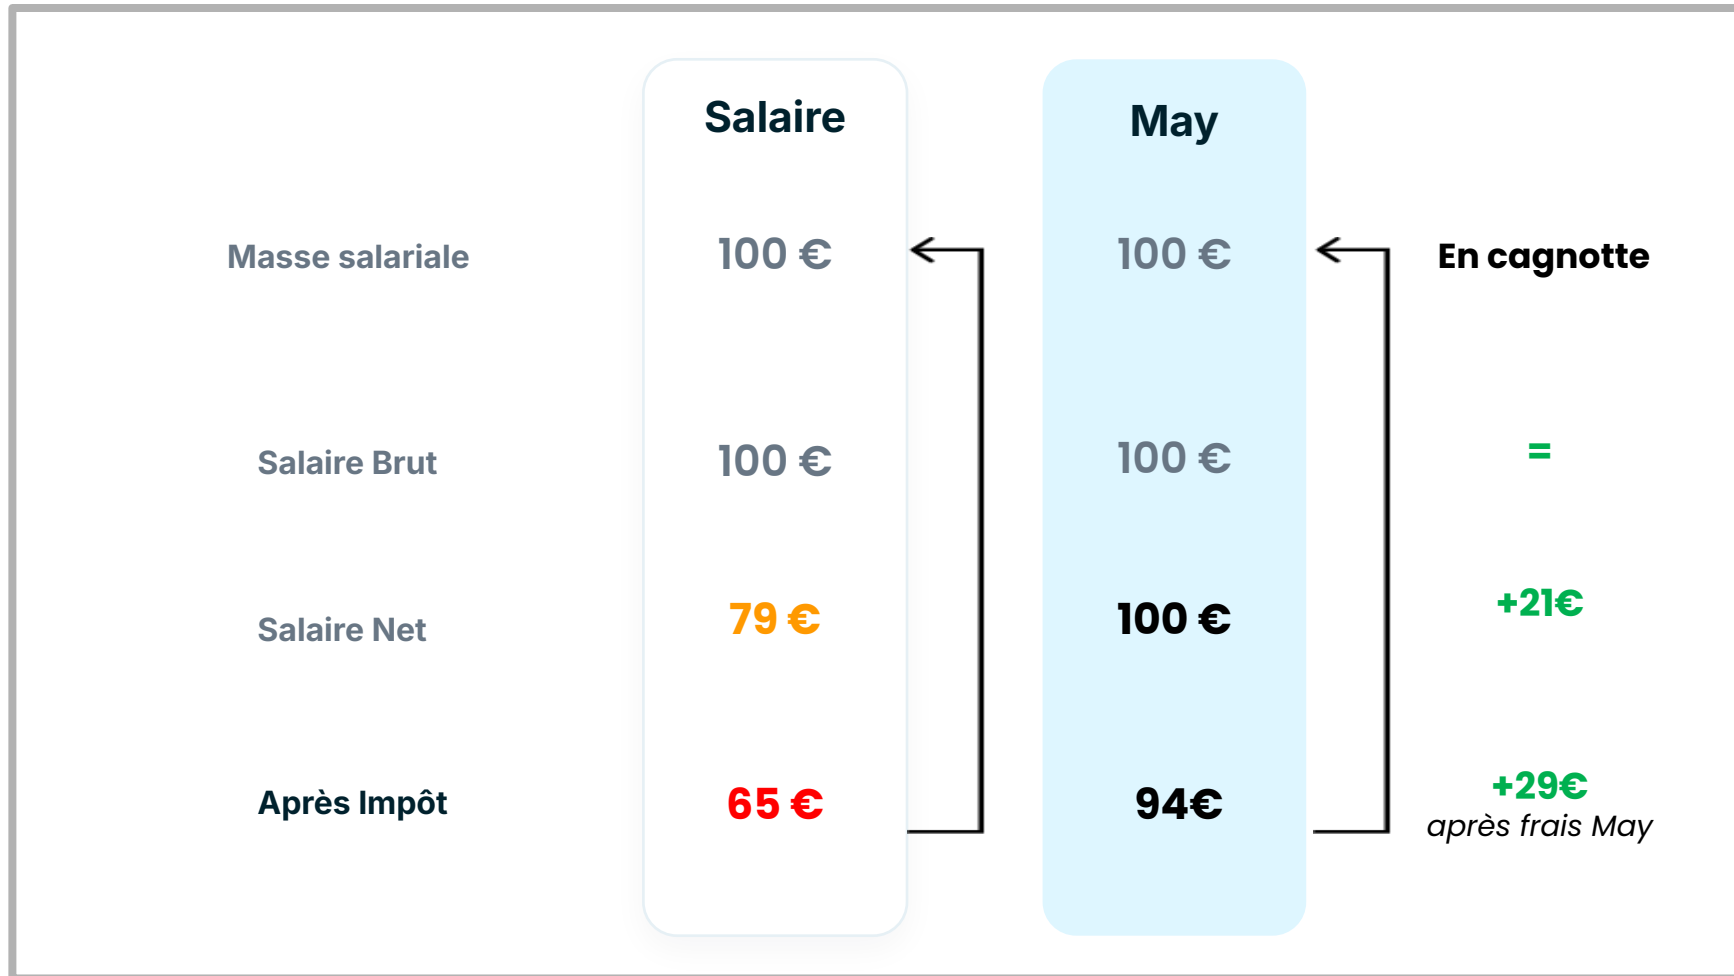 Salaire
May
Masse salariale
100 €
100 €
En cagnotte
Salaire Brut
100 €
100 €
=
Salaire Net
79 €
100 €
+21€
Après Impôt
65 €
94€
+29€
après frais May